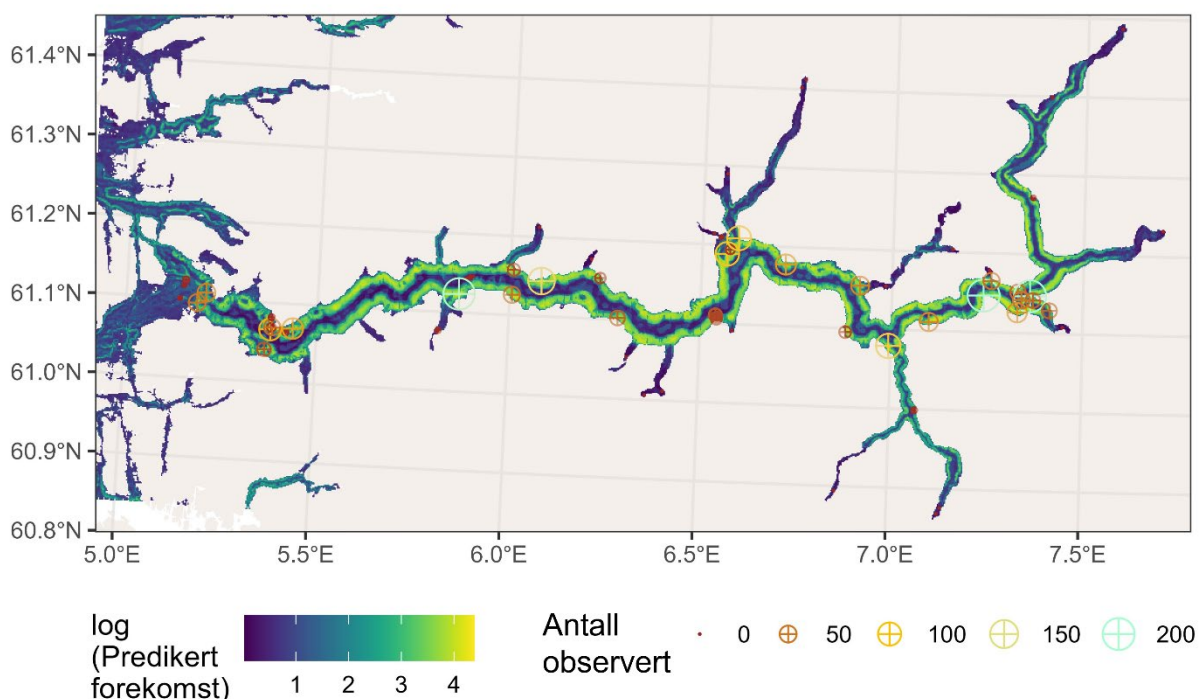 61.4°N
61.3°N
61.2°N
61.1°N
61.0°N
60.9°N
60.8°N
5.0°E 5.5°E 6.0°E 6.5°E 7.0°E 7.5°E
log
(Predikert
forekomst)
1 2 3 4
Antall
observert
0 50 100 150 200